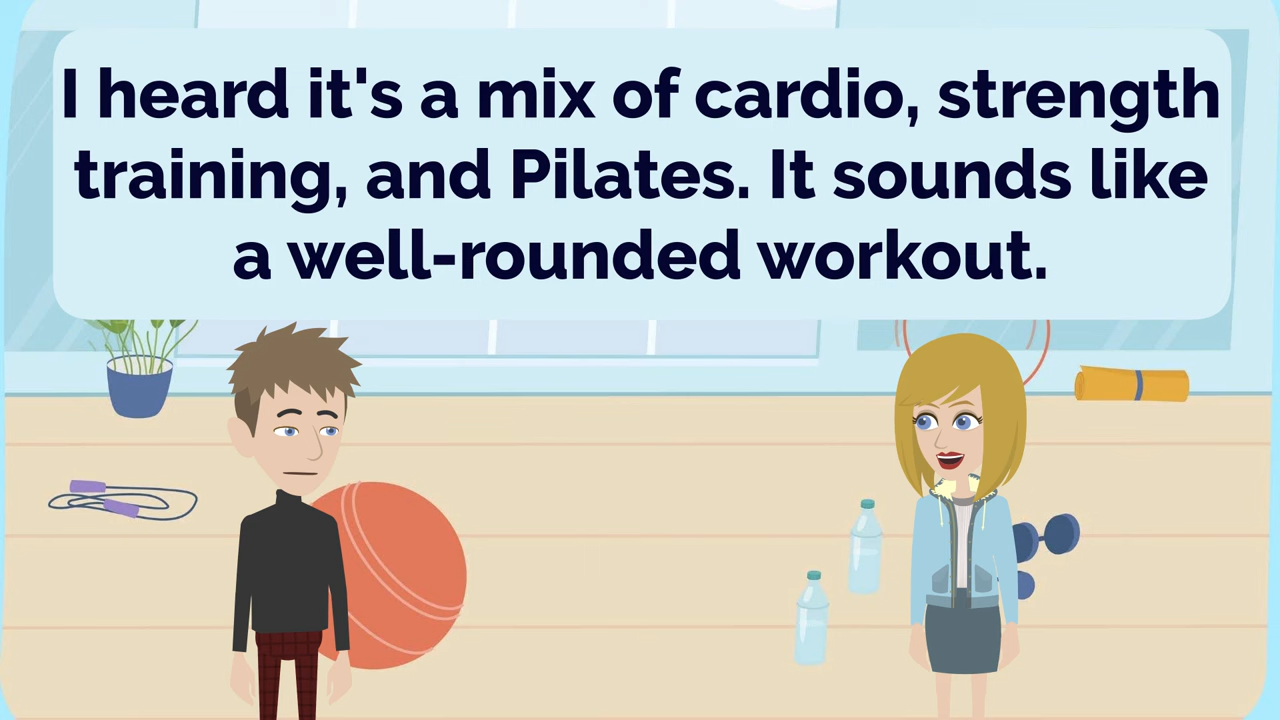 I heard it's a mix of cardio, strength
training, and Pilates. It sounds like
a well-rounded workout.